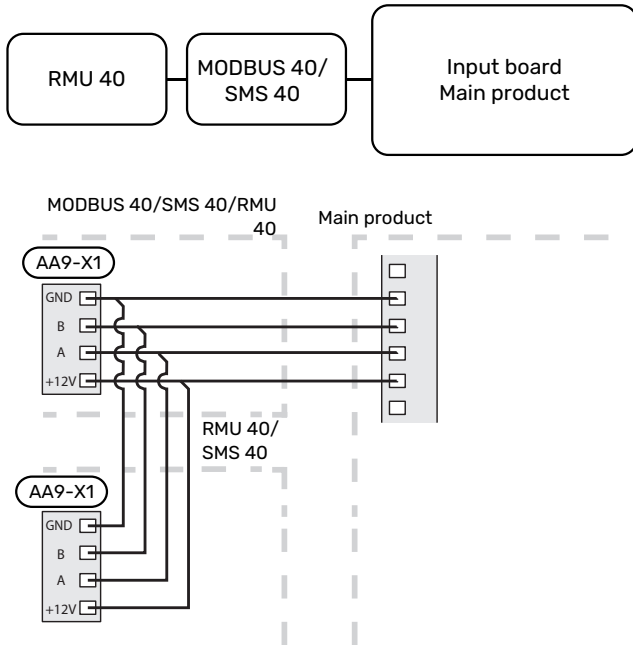 RMU 40
MODBUS 40/
SMS 40
Input board
Main product
MODBUS 40/SMS 40/RMU
40
Main product
AA9-X1
GND
B
A
+12V
RMU 40/
SMS 40
AA9-X1
GND
B
A
+12V